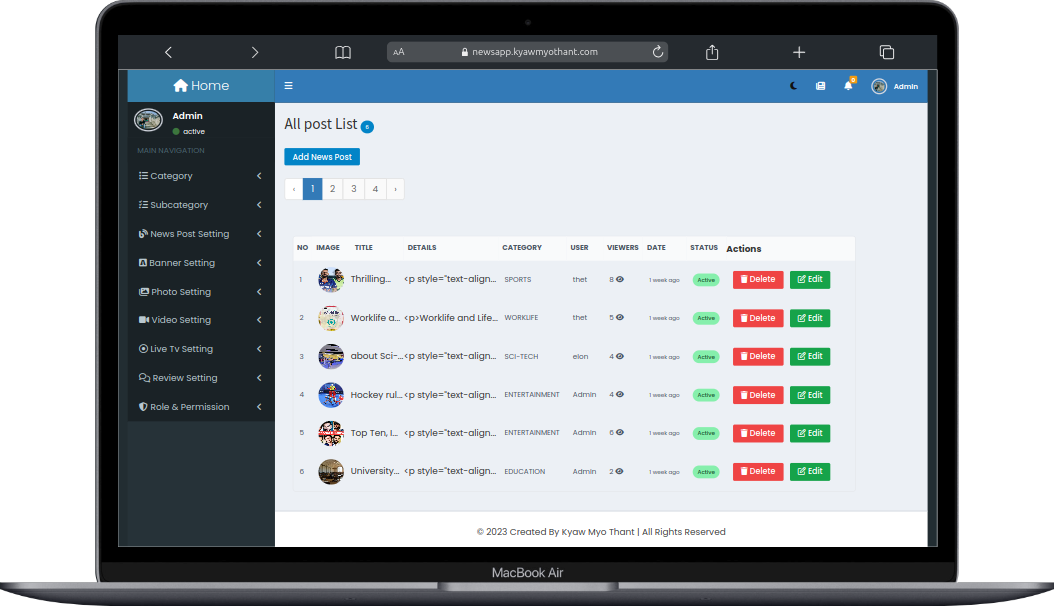 AA newsapp.kyawmyothant.com
Home
8
Admin
Admin
active
MAIN NAVIGATION
Category
Subcategory
News Post Setting
Banner Setting
Photo Setting
Video Setting
Live Tv Setting
Review Setting
Role & Permission
All post List 6
Add News Post
‹ 1 2 3 4 ›
NO IMAGE TITLE DETAILS CATEGORY USER VIEWERS DATE STATUS Actions
1 Thrilling... <p style="text-align... SPORTS thet 8 1 week ago Active Delete Edit
2 Worklife a... <p>Worklife and Life... WORKLIFE thet 5 1 week ago Active Delete Edit
3 about Sci-... <p style="text-align... SCI-TECH elon 4 1 week ago Active Delete Edit
4 Hockey rul... <p style="text-align... ENTERTAINMENT Admin 4 1 week ago Active Delete Edit
5 Top Ten, I... <p style="text-align... ENTERTAINMENT Admin 6 1 week ago Active Delete Edit
6 University... <p style="text-align... EDUCATION Admin 2 1 week ago Active Delete Edit
© 2023 Created By Kyaw Myo Thant | All Rights Reserved
MacBook Air